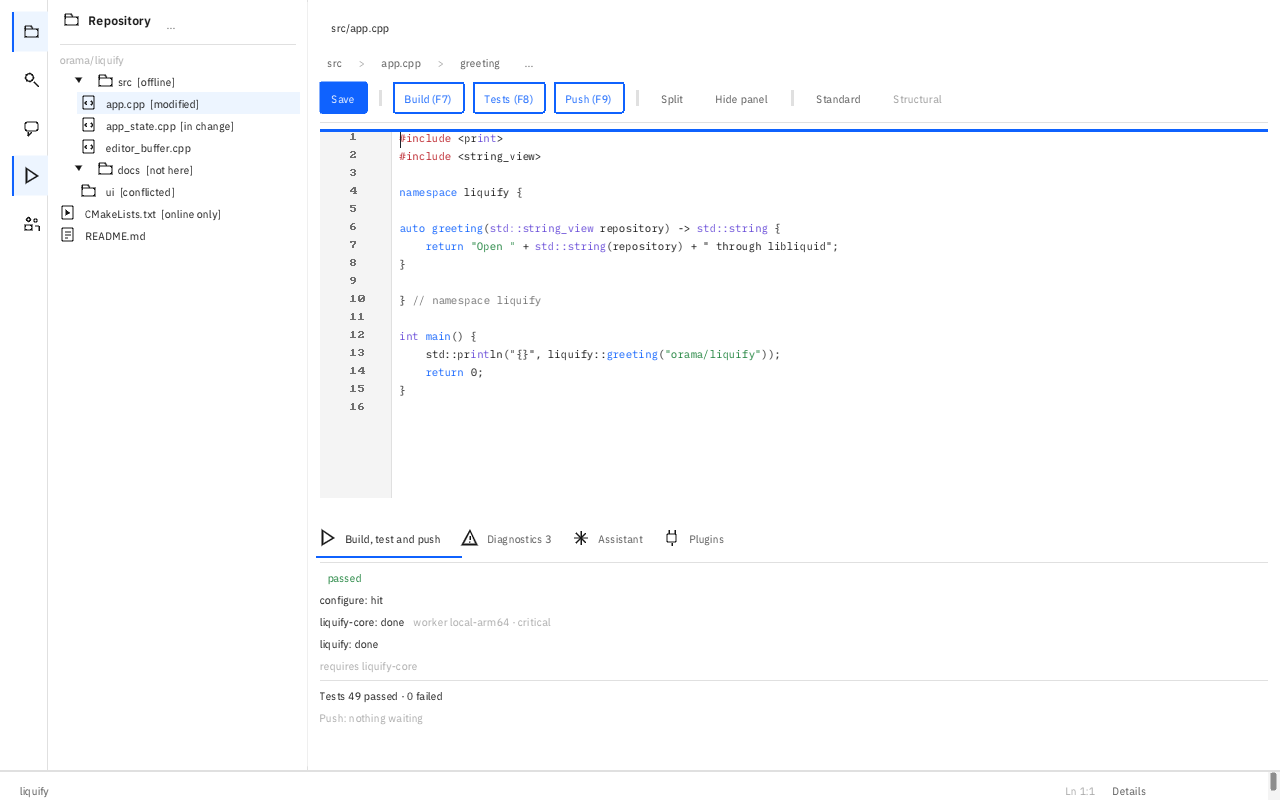 Repository ...
orama/liquify
src [offline]
app.cpp [modified]
app_state.cpp [in change]
editor_buffer.cpp
docs [not here]
ui [conflicted]
CMakeLists.txt [online only]
README.md
src/app.cpp
src > app.cpp > greeting ...
Save Build (F7) Tests (F8) Push (F9) Split Hide panel Standard Structural
1 #include <print>
2 #include <string_view>
3
4 namespace liquify {
5
6 auto greeting(std::string_view repository) -> std::string {
7 return "Open " + std::string(repository) + " through libliquid";
8 }
9
10 } // namespace liquify
11
12 int main() {
13 std::println("{}", liquify::greeting("orama/liquify"));
14 return 0;
15 }
16
Build, test and push Diagnostics 3 Assistant Plugins
passed
configure: hit
liquify-core: done worker local-arm64 · critical
liquify: done
requires liquify-core
Tests 49 passed · 0 failed
Push: nothing waiting
liquify Ln 1:1 Details